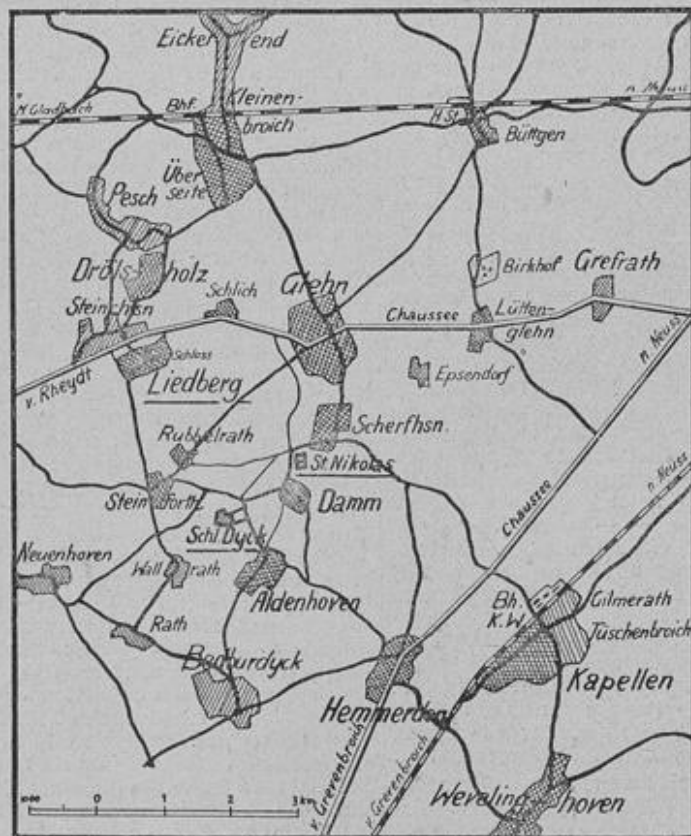 Eicker end
M.Gladbach
Bhf.
Kleinen-
broich
n. Neuss
H.St.
Büttgen
Über
seite
Pesch
Dröls holz
Birkhof
Grefrath
Steinhsn
Schlich
Glehn
Chaussee
Lütten-
glehn
Schloss
Liedberg
v. Rheydt
Epsendorf
n. Neuss
Scherfhsn.
Rubbelrath
St. Nikolas
n. Neuss
Stein forth
Damm
Chaussee
Schl. Dyck
Neuenhoven
Wall rath
Aldenhoven
Bh.
K.W.
Gilmerath
Tüschenbroich
Rath
Bedburdyck
Kapellen
Hemmerden
v. Grevenbroich
v. Grevenbroich
Weveling hoven
1000 0 1 2 3 km